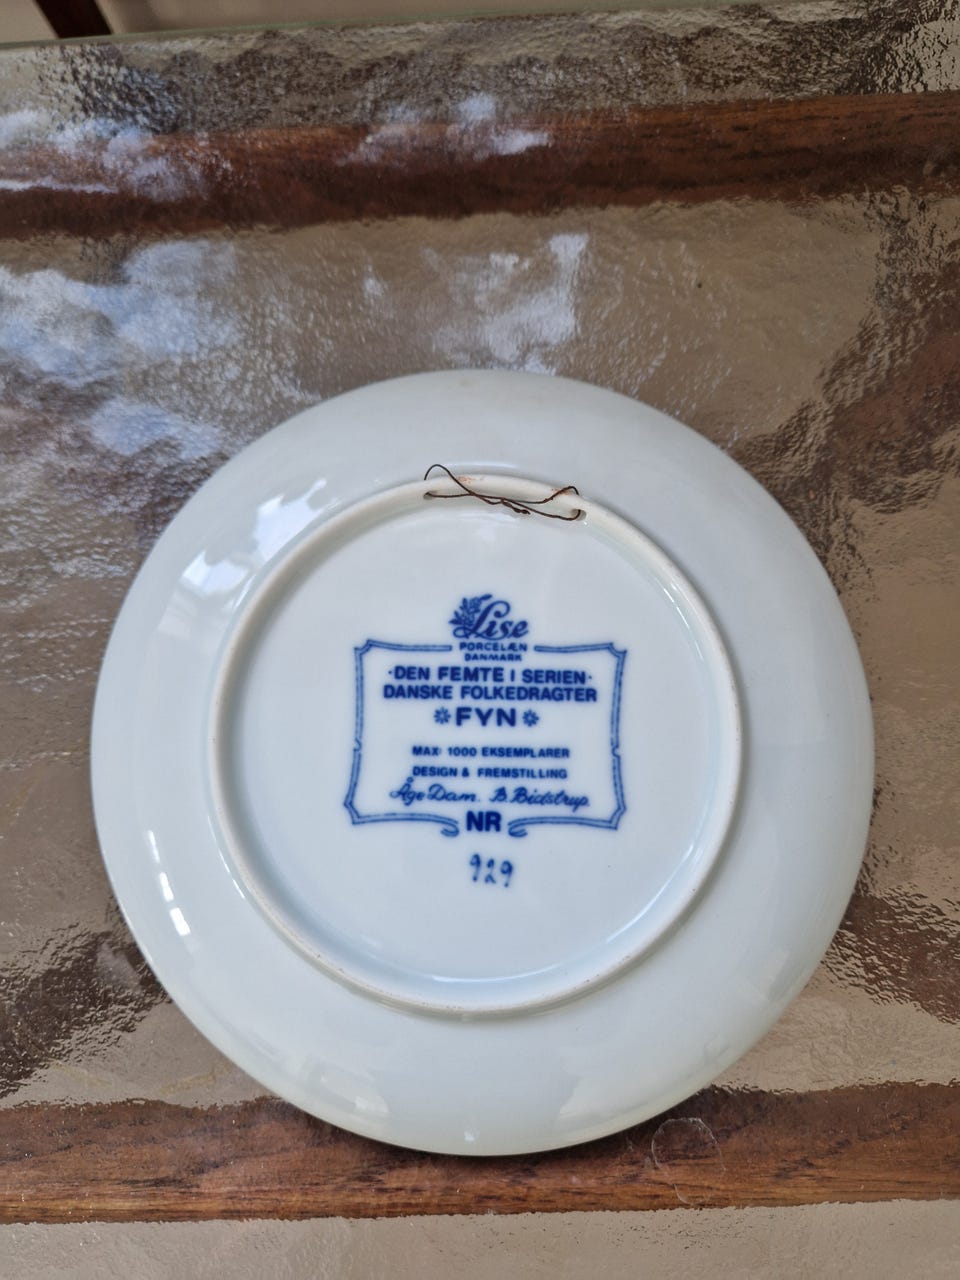 Lise
PORCELÆN
DANMARK
·DEN FEMTE I SERIEN·
DANSKE FOLKEDRAGTER
FYN
MAX: 1000 EKSEMPLARER
DESIGN & FREMSTILLING
Åge Dam. B. Bidstrup
NR
929